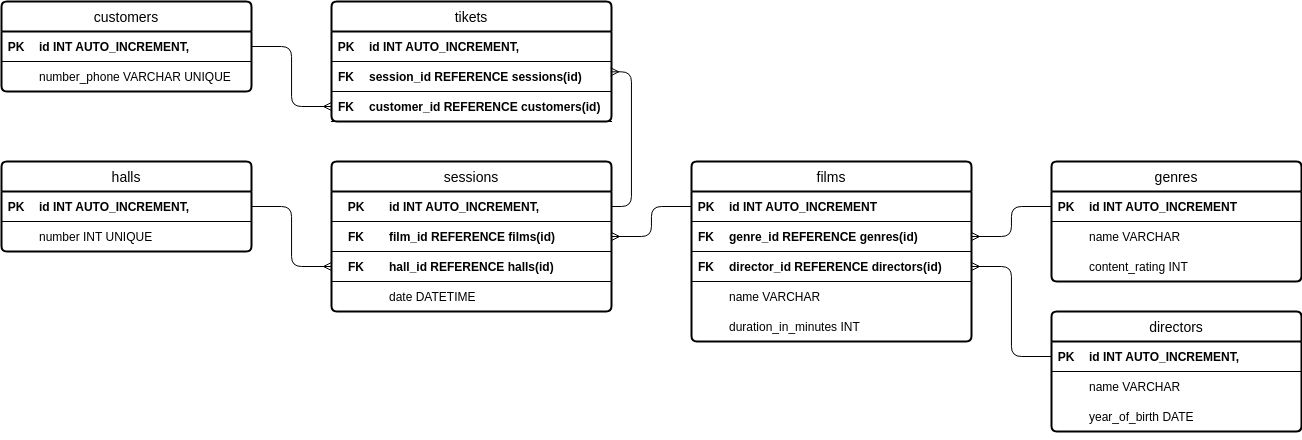 customers
PK id INT AUTO_INCREMENT,
number_phone VARCHAR UNIQUE
tikets
PK id INT AUTO_INCREMENT,
FK session_id REFERENCE sessions(id)
FK customer_id REFERENCE customers(id)
halls
PK id INT AUTO_INCREMENT,
number INT UNIQUE
sessions
PK id INT AUTO_INCREMENT,
FK film_id REFERENCE films(id)
FK hall_id REFERENCE halls(id)
date DATETIME
films
PK id INT AUTO_INCREMENT
FK genre_id REFERENCE genres(id)
FK director_id REFERENCE directors(id)
name VARCHAR
duration_in_minutes INT
genres
PK id INT AUTO_INCREMENT
name VARCHAR
content_rating INT
directors
PK id INT AUTO_INCREMENT,
name VARCHAR
year_of_birth DATE